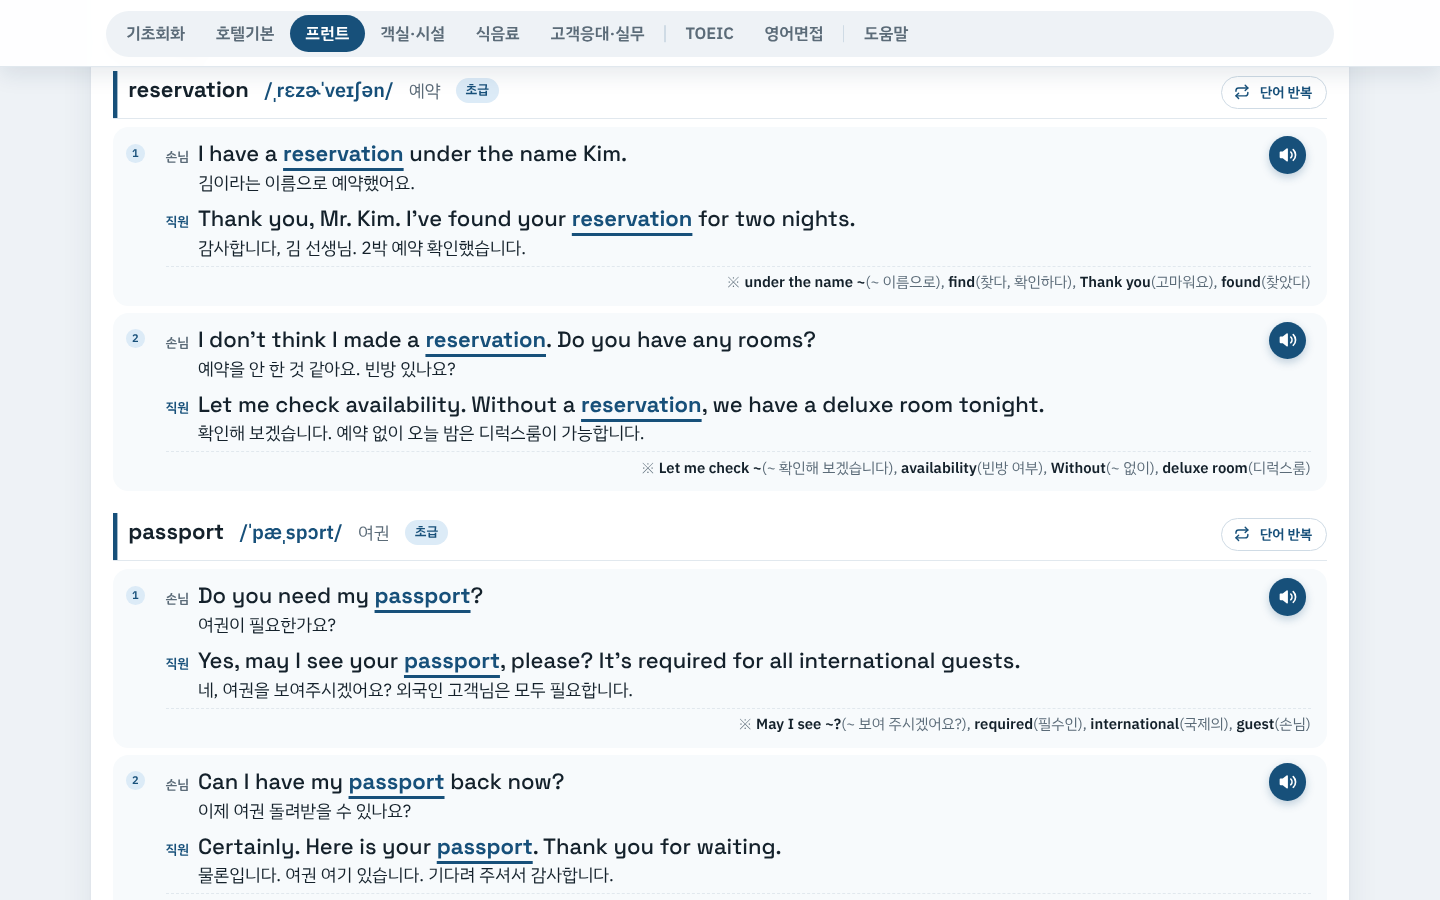 기초회화 호텔기본 프런트 객실·시설 식음료 고객응대·실무 TOEIC 영어면접 도움말
reservation /ˌrɛzɚˈveɪʃən/ 예약 초급 단어 반복
1 손님 I have a reservation under the name Kim.
김이라는 이름으로 예약했어요.
직원 Thank you, Mr. Kim. I’ve found your reservation for two nights.
감사합니다, 김 선생님. 2박 예약 확인했습니다.
※ under the name ~(~ 이름으로), find(찾다, 확인하다), Thank you(고마워요), found(찾았다)
2 손님 I don’t think I made a reservation. Do you have any rooms?
예약을 안 한 것 같아요. 빈방 있나요?
직원 Let me check availability. Without a reservation, we have a deluxe room tonight.
확인해 보겠습니다. 예약 없이 오늘 밤은 디럭스룸이 가능합니다.
※ Let me check ~(~ 확인해 보겠습니다), availability(빈방 여부), Without(~ 없이), deluxe room(디럭스룸)
passport /ˈpæˌspɔrt/ 여권 초급 단어 반복
1 손님 Do you need my passport?
여권이 필요한가요?
직원 Yes, may I see your passport, please? It’s required for all international guests.
네, 여권을 보여주시겠어요? 외국인 고객님은 모두 필요합니다.
※ May I see ~?(~ 보여 주시겠어요?), required(필수인), international(국제의), guest(손님)
2 손님 Can I have my passport back now?
이제 여권 돌려받을 수 있나요?
직원 Certainly. Here is your passport. Thank you for waiting.
물론입니다. 여권 여기 있습니다. 기다려 주셔서 감사합니다.